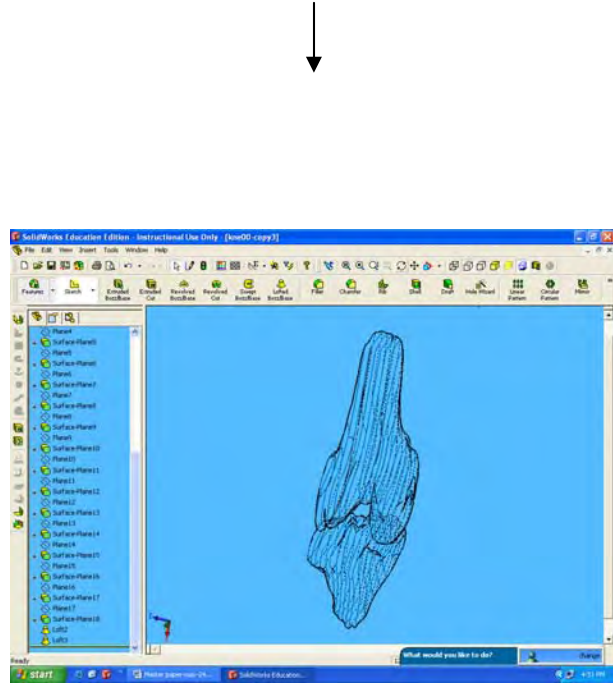 SolidWorks Education Edition - Instructional Use Only - [knee00-copy3]
File Edit View Insert Tools Window Help
Features Sketch Extruded Boss/Base Extruded Cut Revolved Boss/Base Revolved Cut Swept Boss/Base Lofted Boss/Base Fillet Chamfer Rib Shell Draft Hole Wizard Linear Pattern Circular Pattern Mirror
Plane4
Surface-Plane5
Plane5
Surface-Plane6
Plane6
Surface-Plane7
Plane7
Surface-Plane8
Plane8
Surface-Plane9
Plane9
Surface-Plane10
Plane10
Surface-Plane11
Plane11
Surface-Plane12
Plane12
Surface-Plane13
Plane13
Surface-Plane14
Plane14
Surface-Plane15
Plane15
Surface-Plane16
Plane16
Surface-Plane17
Plane17
Surface-Plane18
Loft2
Loft3
Ready
What would you like to do?
start
SolidWorks Education...
4:51 PM